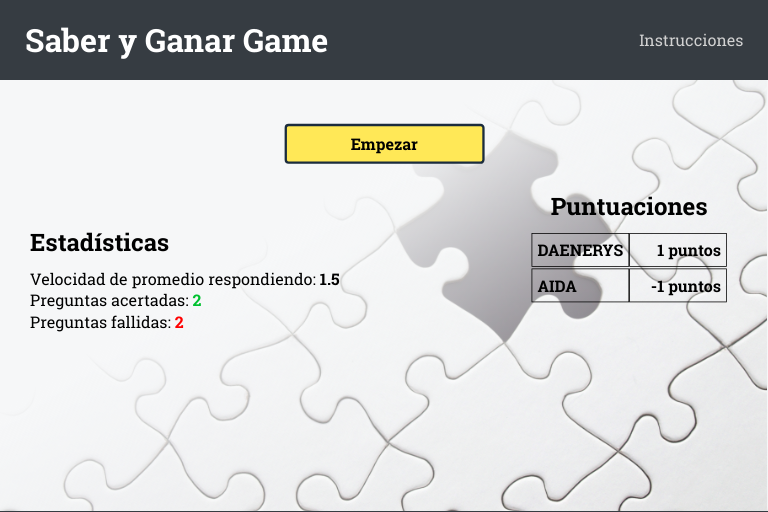 Saber y Ganar Game
Instrucciones
Empezar
Estadísticas
Velocidad de promedio respondiendo: 1.5
Preguntas acertadas: 2
Preguntas fallidas: 2
Puntuaciones
DAENERYS 1 puntos
AIDA -1 puntos